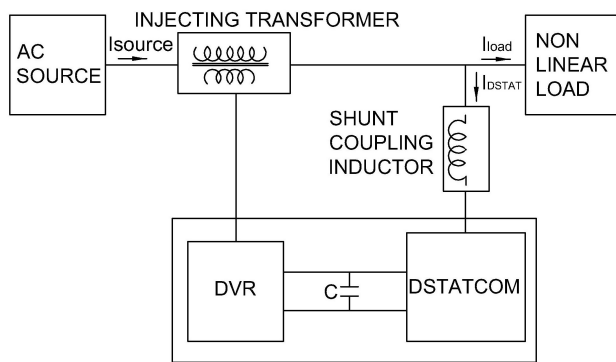 INJECTING TRANSFORMER
AC
SOURCE
Isource
Iload
NON
LINEAR
LOAD
IDSTAT
SHUNT
COUPLING
INDUCTOR
DVR
C
DSTATCOM